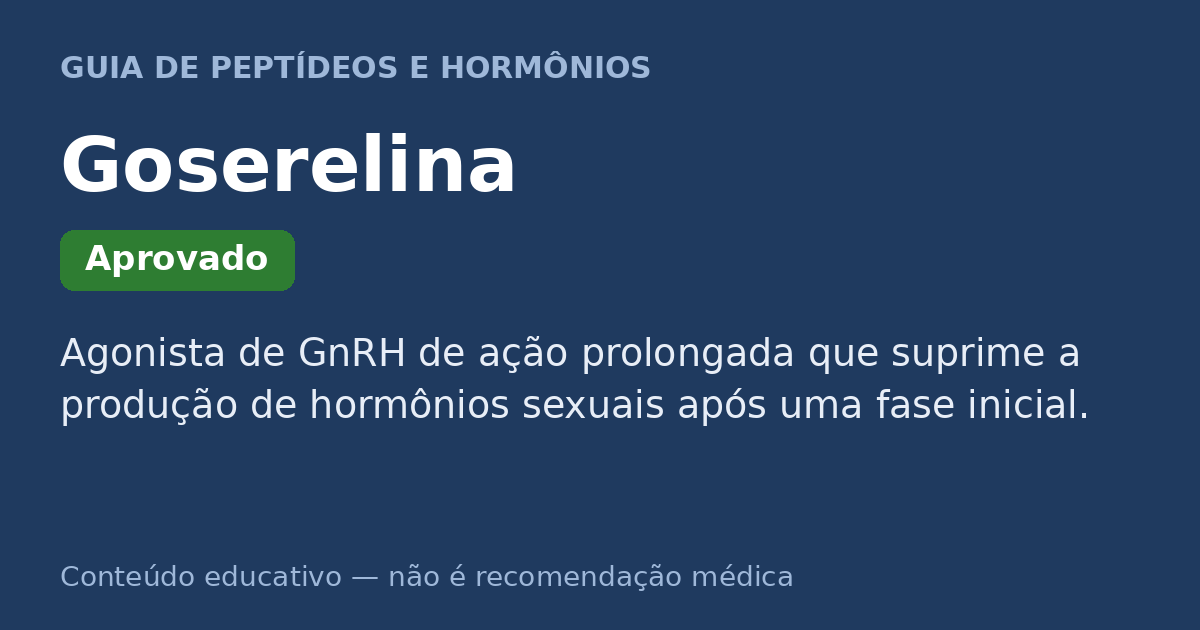 GUIA DE PEPTÍDEOS E HORMÔNIOS
Goserelina
Aprovado
Agonista de GnRH de ação prolongada que suprime a
produção de hormônios sexuais após uma fase inicial.
Conteúdo educativo — não é recomendação médica